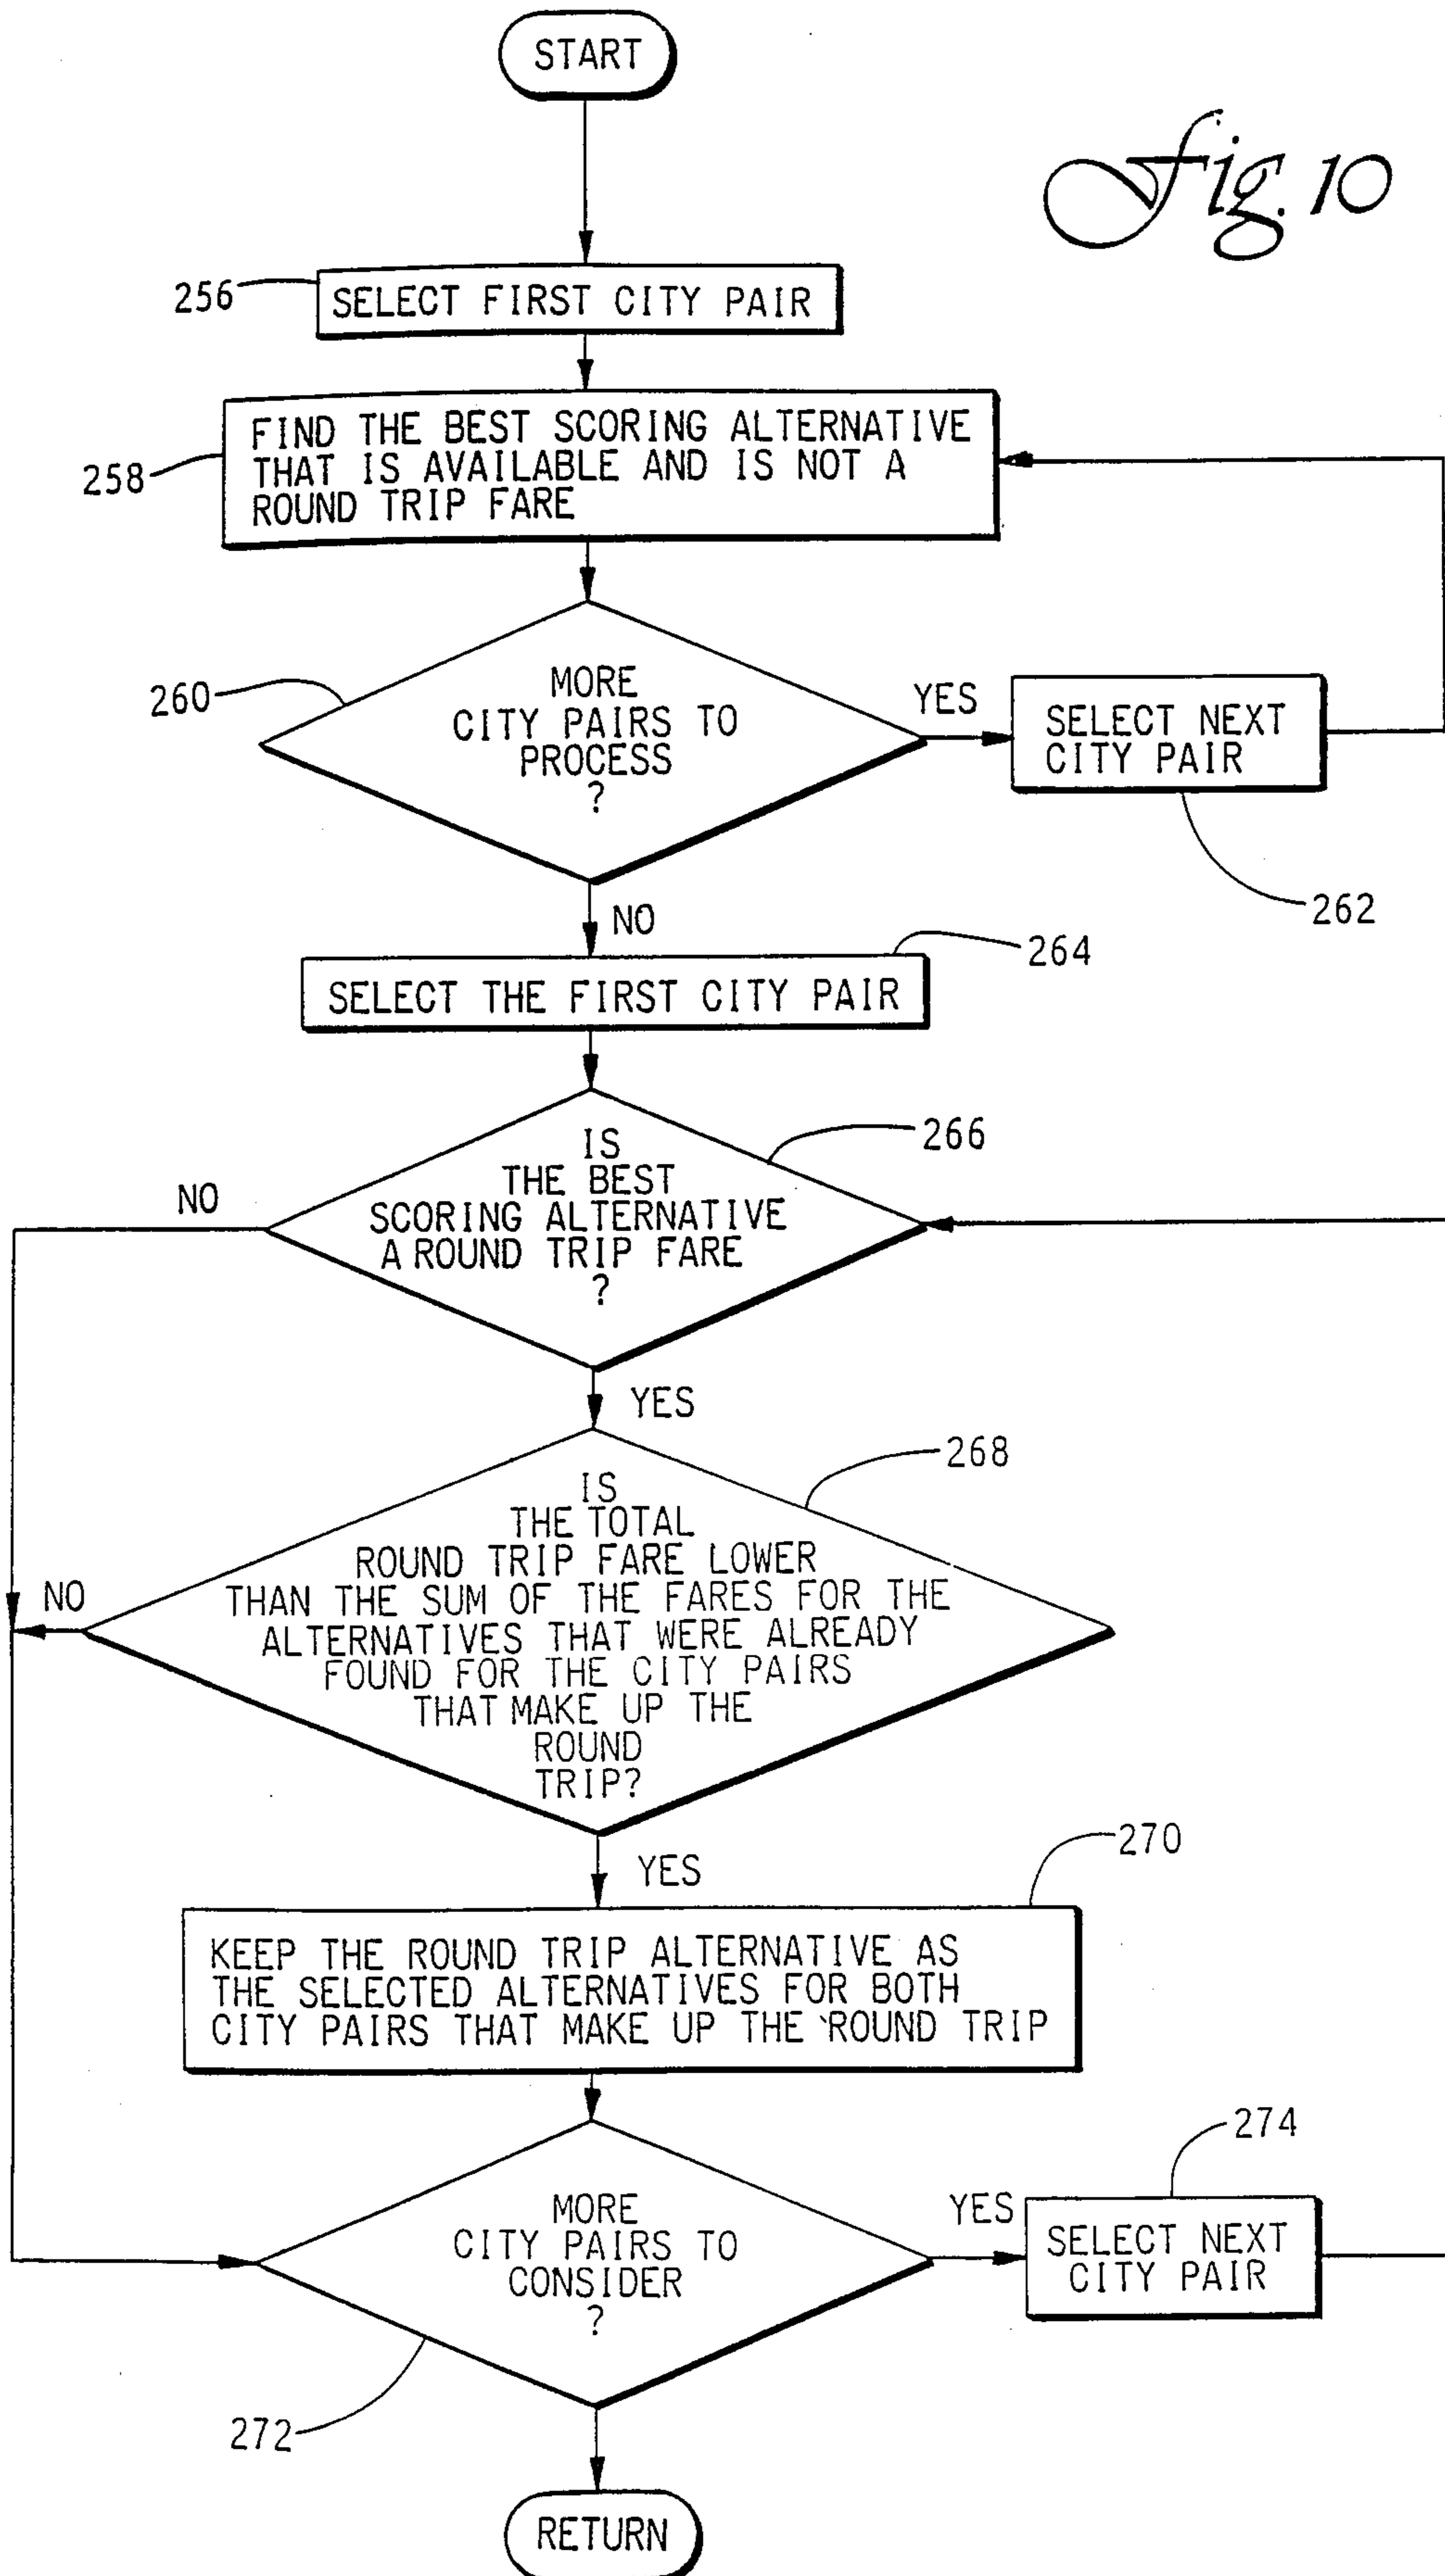 START
Fig. 10
256
SELECT FIRST CITY PAIR
258
FIND THE BEST SCORING ALTERNATIVE
THAT IS AVAILABLE AND IS NOT A
ROUND TRIP FARE
260
MORE
CITY PAIRS TO
PROCESS
?
YES
SELECT NEXT
CITY PAIR
262
NO
264
SELECT THE FIRST CITY PAIR
266
IS
THE BEST
SCORING ALTERNATIVE
A ROUND TRIP FARE
?
NO
YES
268
IS
THE TOTAL
ROUND TRIP FARE LOWER
THAN THE SUM OF THE FARES FOR THE
ALTERNATIVES THAT WERE ALREADY
FOUND FOR THE CITY PAIRS
THAT MAKE UP THE
ROUND
TRIP?
NO
YES
270
KEEP THE ROUND TRIP ALTERNATIVE AS
THE SELECTED ALTERNATIVES FOR BOTH
CITY PAIRS THAT MAKE UP THE ROUND TRIP
272
MORE
CITY PAIRS TO
CONSIDER
?
YES
274
SELECT NEXT
CITY PAIR
RETURN